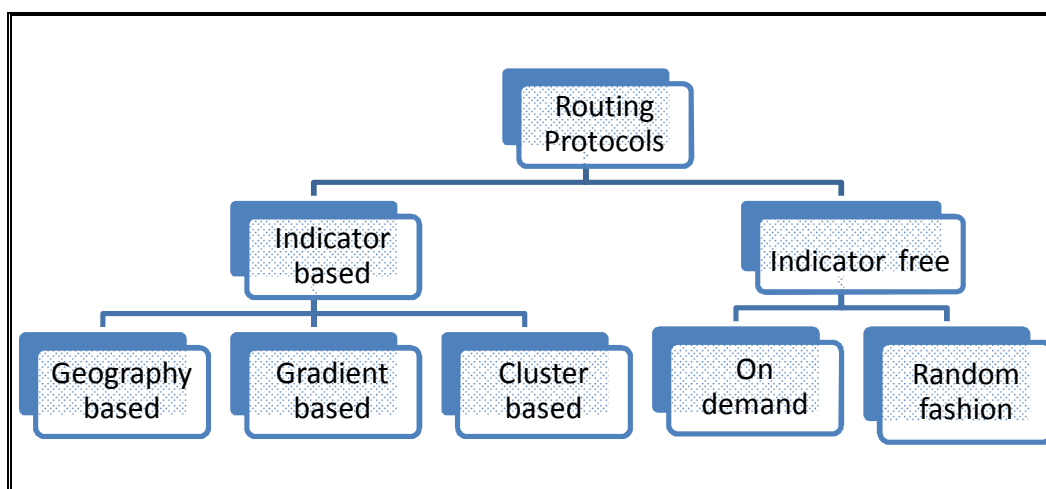 Routing
Protocols
Indicator
based
Indicator free
Geography
based
Gradient
based
Cluster
based
On
demand
Random
fashion